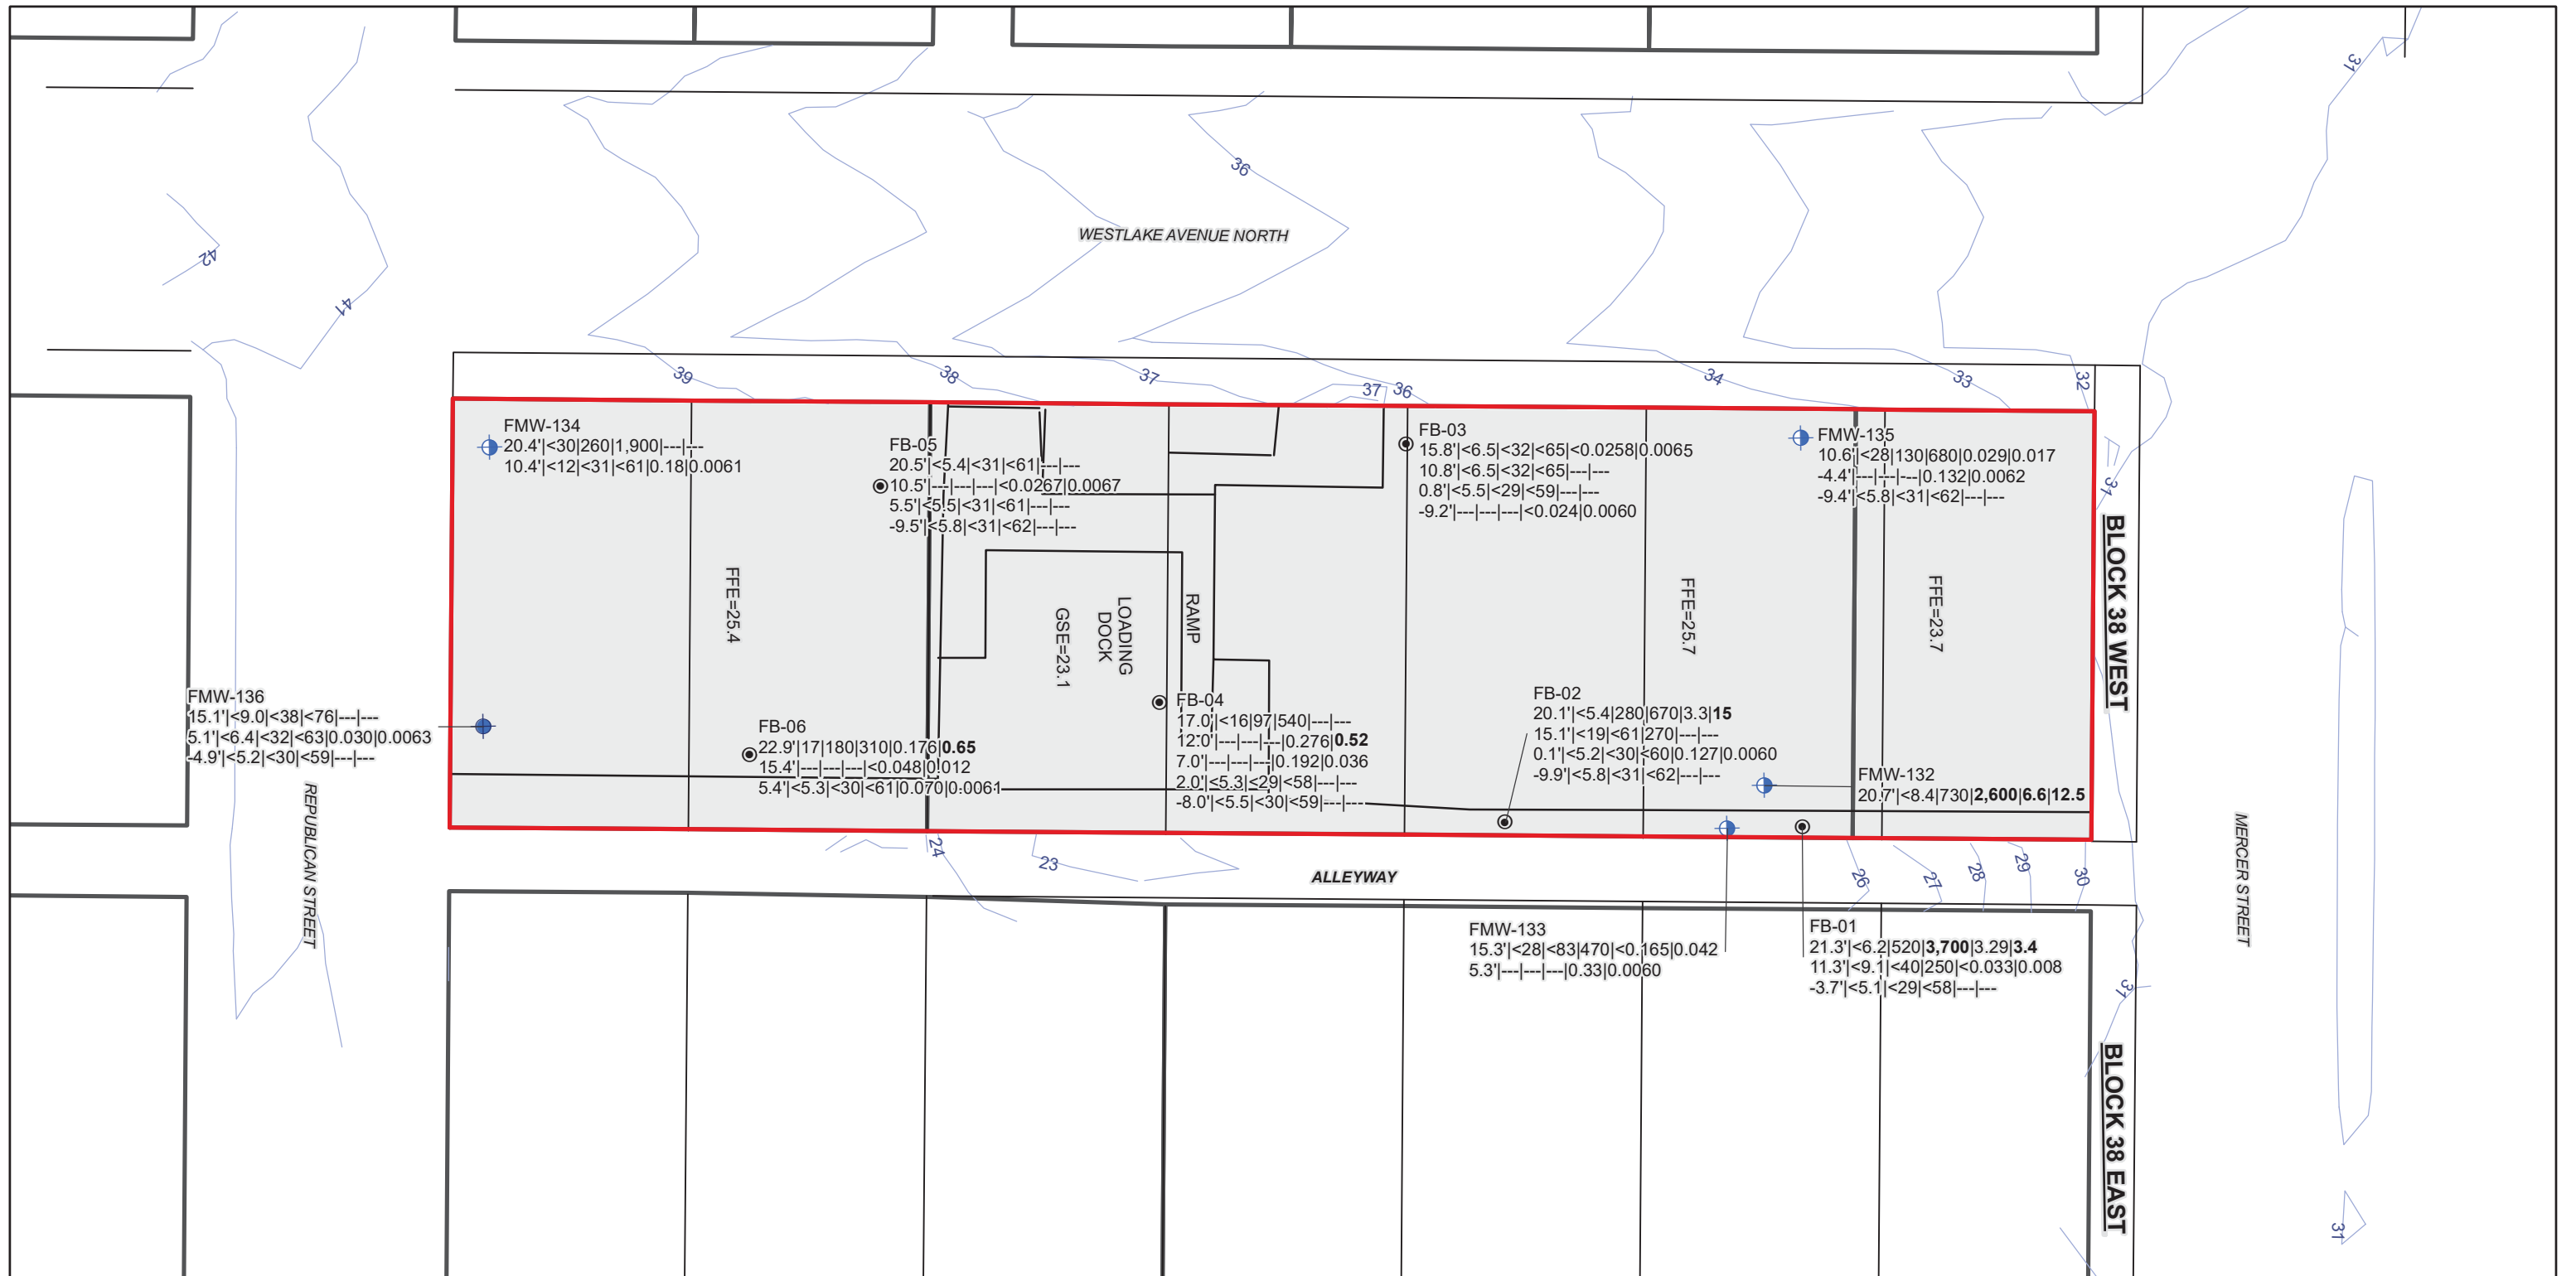 31
36
42
WESTLAKE AVENUE NORTH
41
39
38
37
37
36
34
33
32
FMW-134
20.4'|<30|260|1,900|---|---
10.4'|<12|<31|<61|0.18|0.0061
FB-05
20.5'|<5.4|<31|<61|---|---
10.5'|---|---|---|<0.0267|0.0067
5.5'|<5.5|<31|<61|---|---
-9.5'|<5.8|<31|<62|---|---
FB-03
15.8'|<6.5|<32|<65|<0.0258|0.0065
10.8'|<6.5|<32|<65|---|---
0.8'|<5.5|<29|<59|---|---
-9.2'|---|---|---|<0.024|0.0060
FMW-135
10.6'|<28|130|680|0.029|0.017
-4.4'|---|---|---|0.132|0.0062
-9.4'|<5.8|<31|<62|---|---
31
BLOCK 38 WEST
FFE=25.4
GSE=23.1
LOADING
DOCK
RAMP
FFE=25.7
FFE=23.7
FMW-136
15.1'|<9.0|<38|<76|---|---
5.1'|<6.4|<32|<63|0.030|0.0063
-4.9'|<5.2|<30|<59|---|---
FB-06
22.9'|17|180|310|0.176|0.65
15.4'|---|---|---|<0.048|0.012
5.4'|<5.3|<30|<61|0.070|0.0061
FB-04
17.0'|<16|97|540|---|---
12.0'|---|---|---|0.276|0.52
7.0'|---|---|---|0.192|0.036
2.0'|<5.3|<29|<58|---|---
-8.0'|<5.5|<30|<59|---|---
FB-02
20.1'|<5.4|280|670|3.3|15
15.1'|<19|<61|270|---|---
0.1'|<5.2|<30|<60|0.127|0.0060
-9.9'|<5.8|<31|<62|---|---
FMW-132
20.7'|<8.4|730|2,600|6.6|12.5
REPUBLICAN STREET
MERCER STREET
24
23
ALLEYWAY
26
27
28
29
30
FMW-133
15.3'|<28|<83|470|<0.165|0.042
5.3'|---|---|---|0.33|0.0060
FB-01
21.3'|<6.2|520|3,700|3.29|3.4
11.3'|<9.1|<40|250|<0.033|0.008
-3.7'|<5.1|<29|<58|---|---
31
BLOCK 38 EAST
31